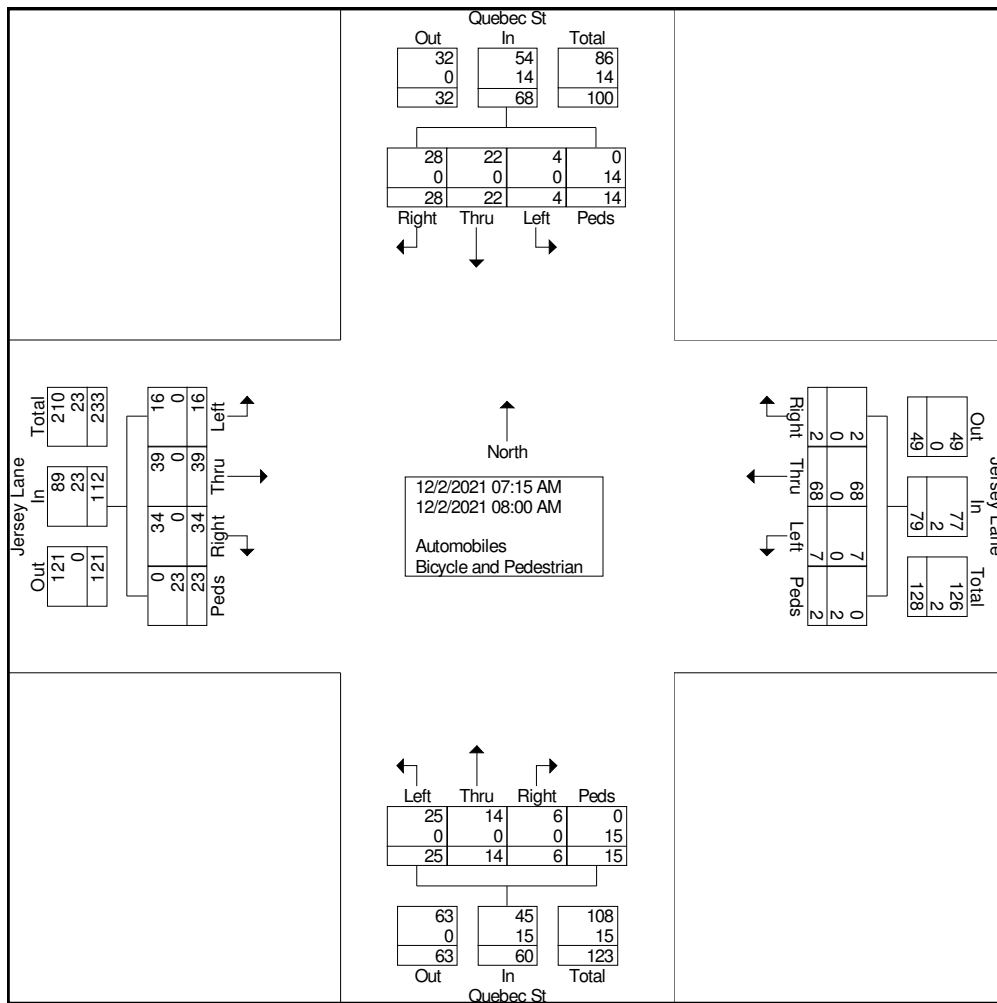 Quebec St
Out In Total
32 54 86
0 14 14
32 68 100
28 22 4 0
0 0 0 14
28 22 4 14
Right Thru Left Peds
Jersey Lane
Total In Out
210 89 121
23 23 0
233 112 121
16 39 34 0
0 0 0 23
16 39 34 23
Left Thru Right Peds
North
12/2/2021 07:15 AM
12/2/2021 08:00 AM
Automobiles
Bicycle and Pedestrian
Jersey Lane
Out In Total
49 77 126
0 2 2
49 79 128
2 68 7 0
0 0 0 2
2 68 7 2
Right Thru Left Peds
Left Thru Right Peds
25 14 6 0
0 0 0 15
25 14 6 15
63 45 108
0 15 15
63 60 123
Out In Total
Quebec St